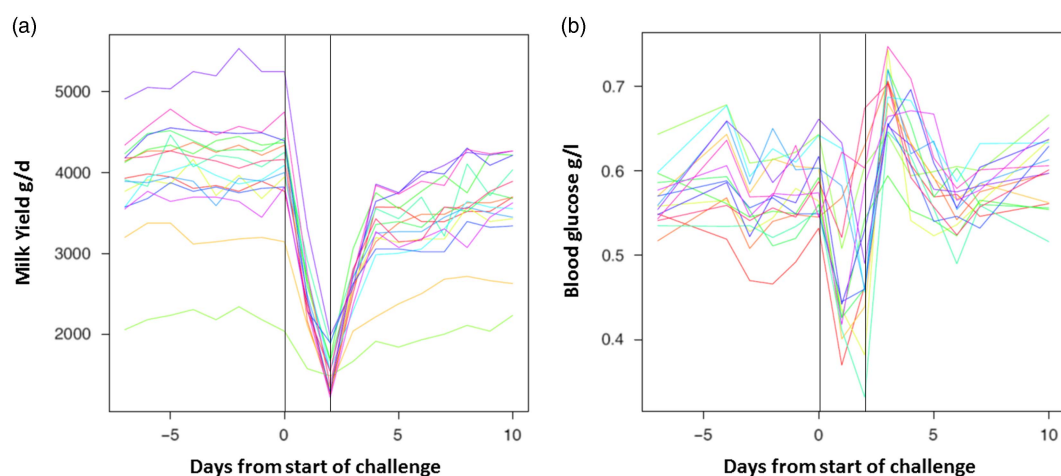 (a)
Milk Yield g/d
5000
4000
3000
2000
−5
0
5
10
Days from start of challenge
(b)
Blood glucose g/l
0.7
0.6
0.5
0.4
−5
0
5
10
Days from start of challenge